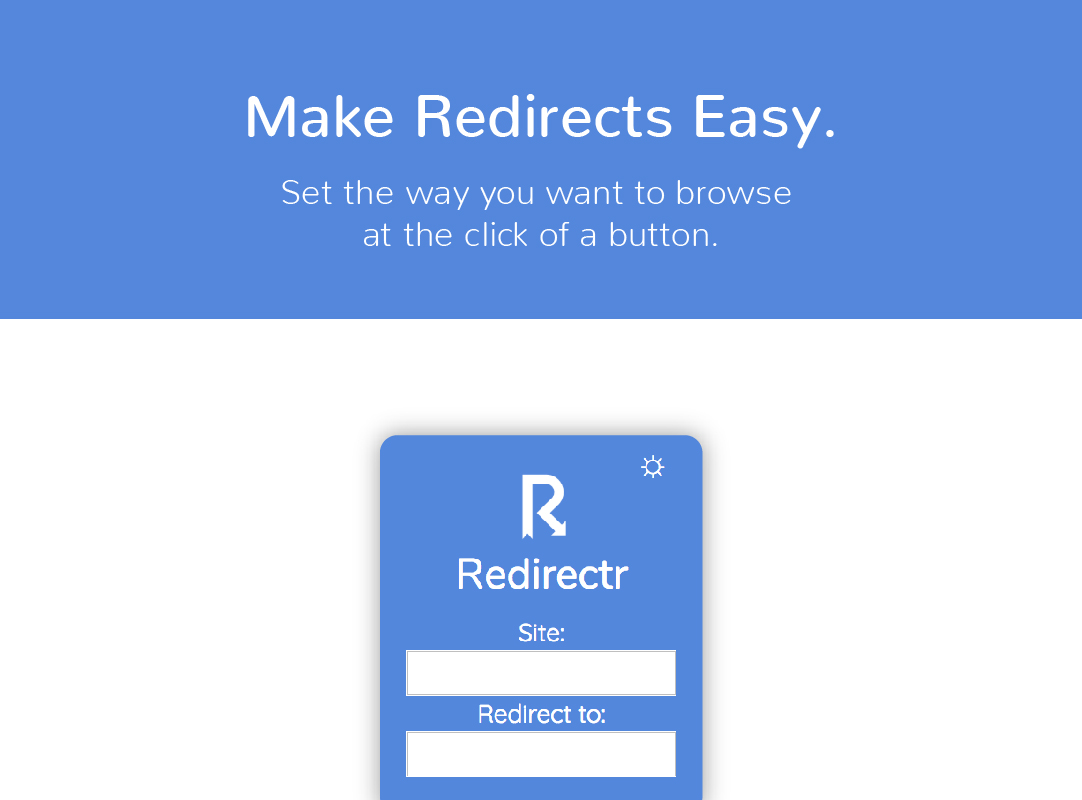 Make Redirects Easy.
Set the way you want to browse
at the click of a button.
R
Redirectr
Site:
RedIrect to: